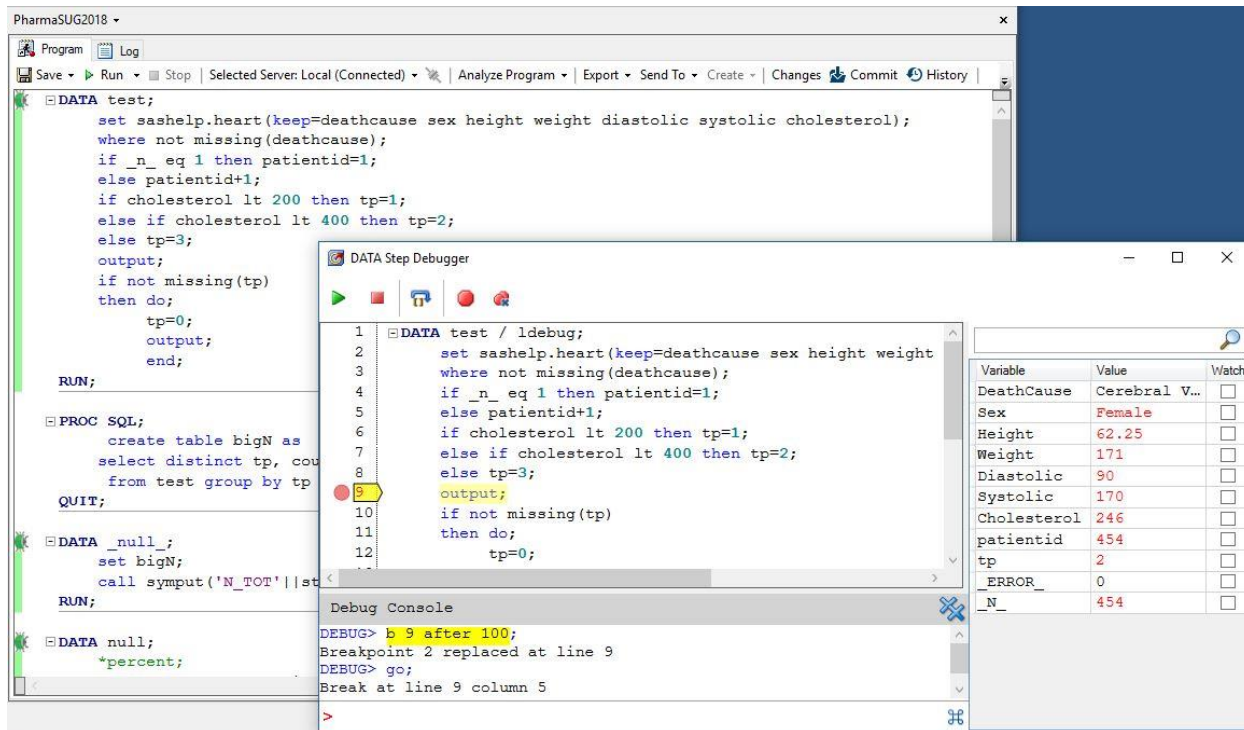 PharmaSUG2018
Program Log
Save Run Stop Selected Server: Local (Connected) Analyze Program Export Send To Create Changes Commit History
DATA test;
set sashelp.heart(keep=deathcause sex height weight diastolic systolic cholesterol);
where not missing(deathcause);
if _n_ eq 1 then patientid=1;
else patientid+1;
if cholesterol lt 200 then tp=1;
else if cholesterol lt 400 then tp=2;
else tp=3;
output;
if not missing(tp)
then do;
tp=0;
output;
end;
RUN;
PROC SQL;
create table bigN as
select distinct tp, cou
from test group by tp
QUIT;
DATA _null_;
set bigN;
call symput('N_TOT'||st
RUN;
DATA null;
*percent;
DATA Step Debugger
1 DATA test / ldebug;
2 set sashelp.heart(keep=deathcause sex height weight
3 where not missing(deathcause);
4 if _n_ eq 1 then patientid=1;
5 else patientid+1;
6 if cholesterol lt 200 then tp=1;
7 else if cholesterol lt 400 then tp=2;
8 else tp=3;
9 output;
10 if not missing(tp)
11 then do;
12 tp=0;
Debug Console
DEBUG> b 9 after 100;
Breakpoint 2 replaced at line 9
DEBUG> go;
Break at line 9 column 5
>
Variable Value Watch
DeathCause Cerebral V...
Sex Female
Height 62.25
Weight 171
Diastolic 90
Systolic 170
Cholesterol 246
patientid 454
tp 2
_ERROR_ 0
_N_ 454